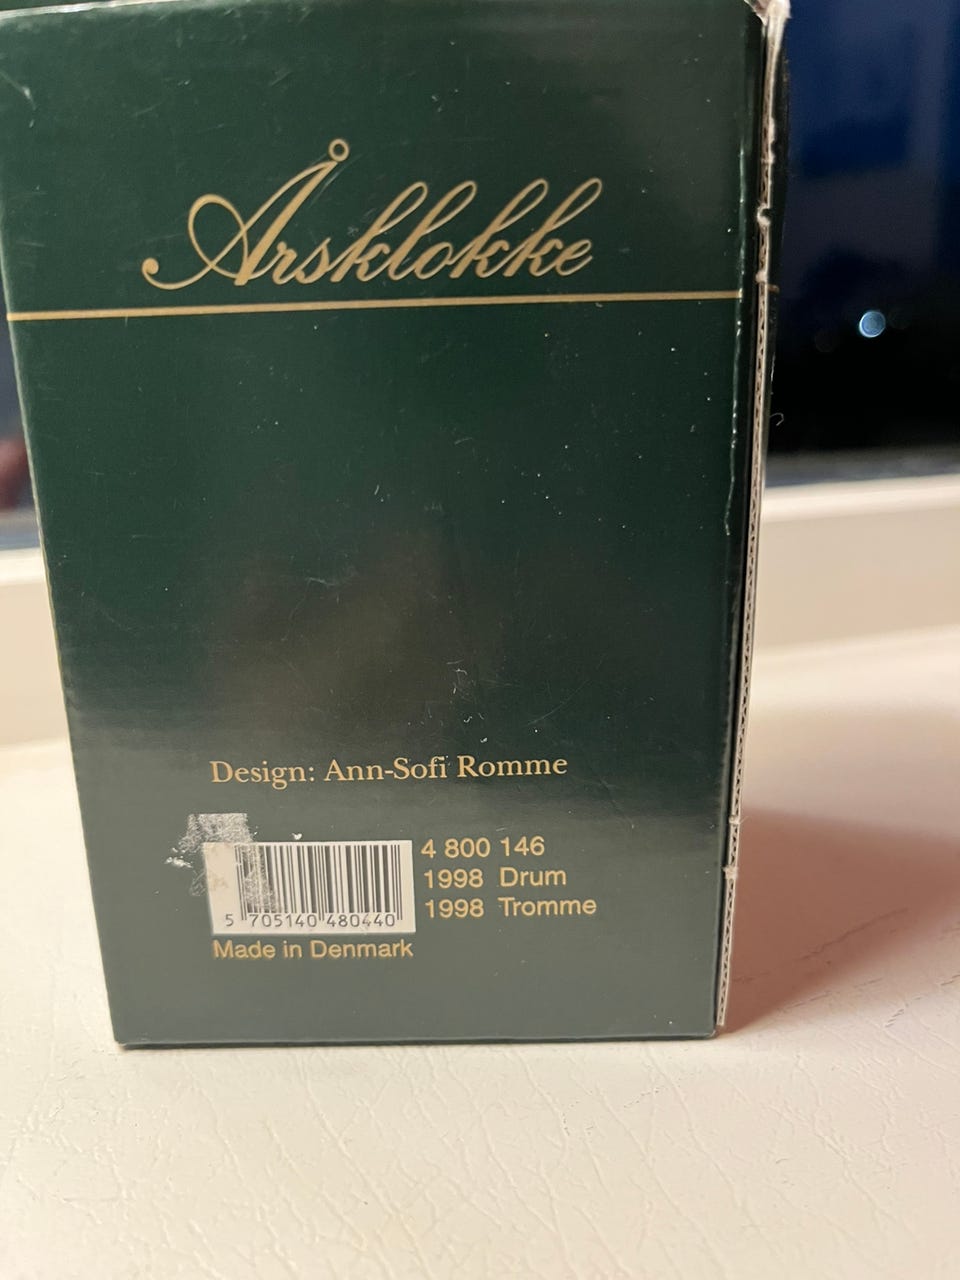 Årsklokke
Design: Ann-Sofi Romme
4 800 146
1998 Drum
1998 Tromme
5 705140 480440
Made in Denmark